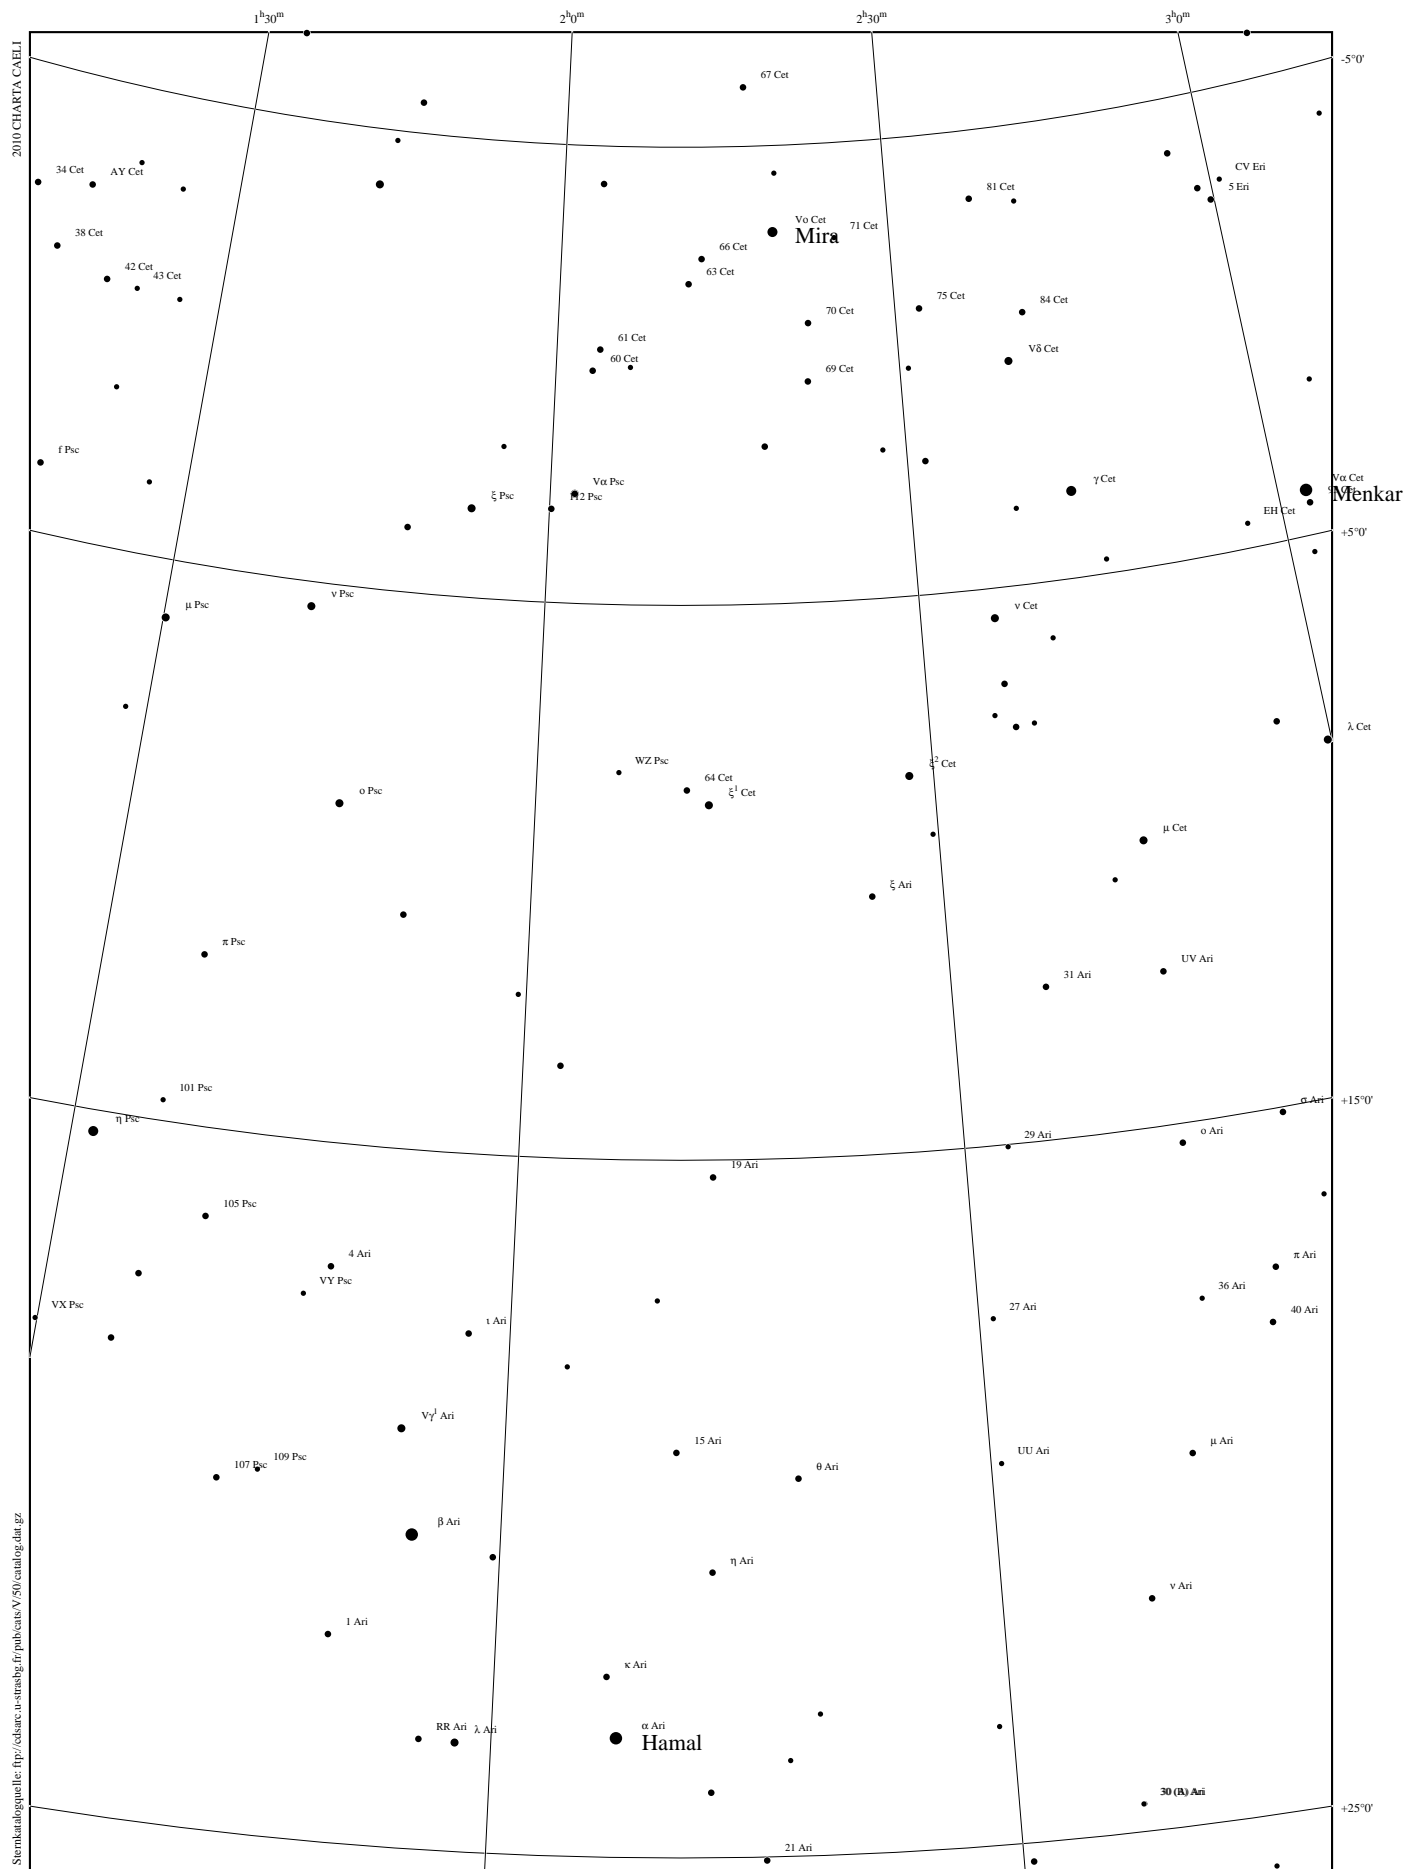 1h30m
2h0m
2h30m
3h0m
2010 CHARTA CAELI
-5°0'
67 Cet
34 Cet
AY Cet
CV Eri
5 Eri
81 Cet
Vο Cet
Mira
71 Cet
38 Cet
66 Cet
42 Cet
43 Cet
63 Cet
75 Cet
84 Cet
70 Cet
61 Cet
60 Cet
Vδ Cet
69 Cet
f Psc
Vα Psc
112 Psc
ξ Psc
γ Cet
Vα Cet
Menkar
EH Cet
+5°0'
ν Psc
μ Psc
ν Cet
λ Cet
WZ Psc
ξ2 Cet
64 Cet
ξ1 Cet
ο Psc
μ Cet
ξ Ari
π Psc
UV Ari
31 Ari
101 Psc
σ Ari
+15°0'
η Psc
29 Ari
ο Ari
19 Ari
105 Psc
4 Ari
π Ari
VY Psc
36 Ari
VX Psc
27 Ari
40 Ari
ι Ari
Vγ1 Ari
15 Ari
μ Ari
109 Psc
107 Psc
UU Ari
θ Ari
β Ari
η Ari
ν Ari
1 Ari
κ Ari
RR Ari
λ Ari
α Ari
Hamal
+25°0'
21 Ari
Sternkatalogquelle: ftp://cdsarc.u-strasbg.fr/pub/cats/V/50/catalog.dat.gz